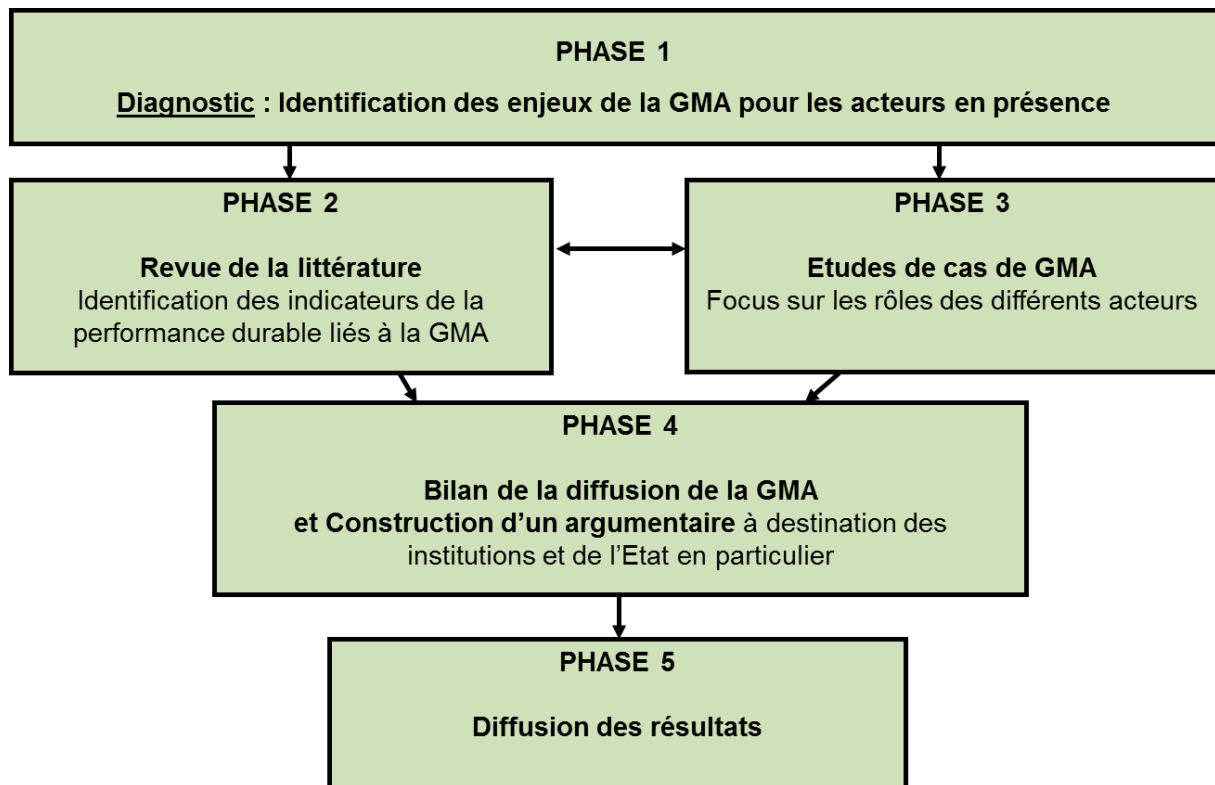 PHASE 1
Diagnostic : Identification des enjeux de la GMA pour les acteurs en présence
PHASE 2
Revue de la littérature
Identification des indicateurs de la
performance durable liés à la GMA
PHASE 3
Etudes de cas de GMA
Focus sur les rôles des différents acteurs
PHASE 4
Bilan de la diffusion de la GMA
et Construction d’un argumentaire à destination des
institutions et de l’Etat en particulier
PHASE 5
Diffusion des résultats